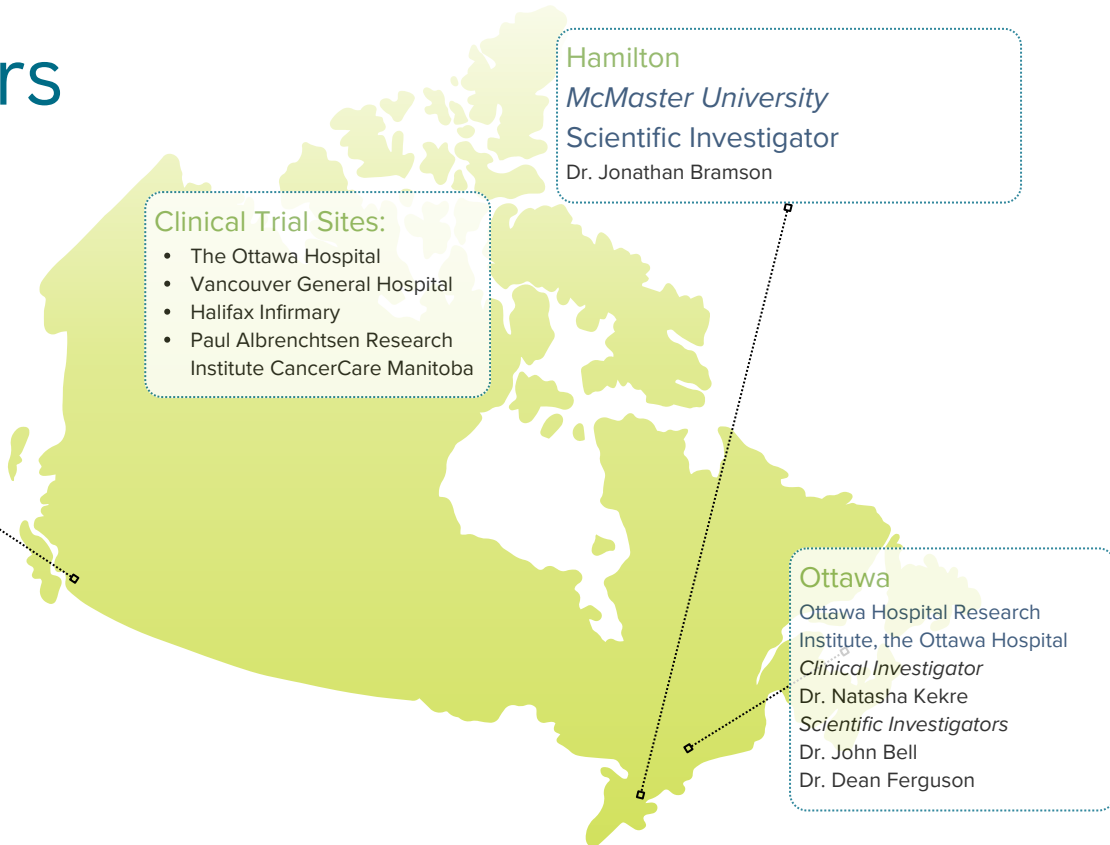 rs
Hamilton
McMaster University
Scientific Investigator
Dr. Jonathan Bramson
Clinical Trial Sites:
• The Ottawa Hospital
• Vancouver General Hospital
• Halifax Infirmary
• Paul Albrenchtsen Research
Institute CancerCare Manitoba
Ottawa
Ottawa Hospital Research
Institute, the Ottawa Hospital
Clinical Investigator
Dr. Natasha Kekre
Scientific Investigators
Dr. John Bell
Dr. Dean Ferguson